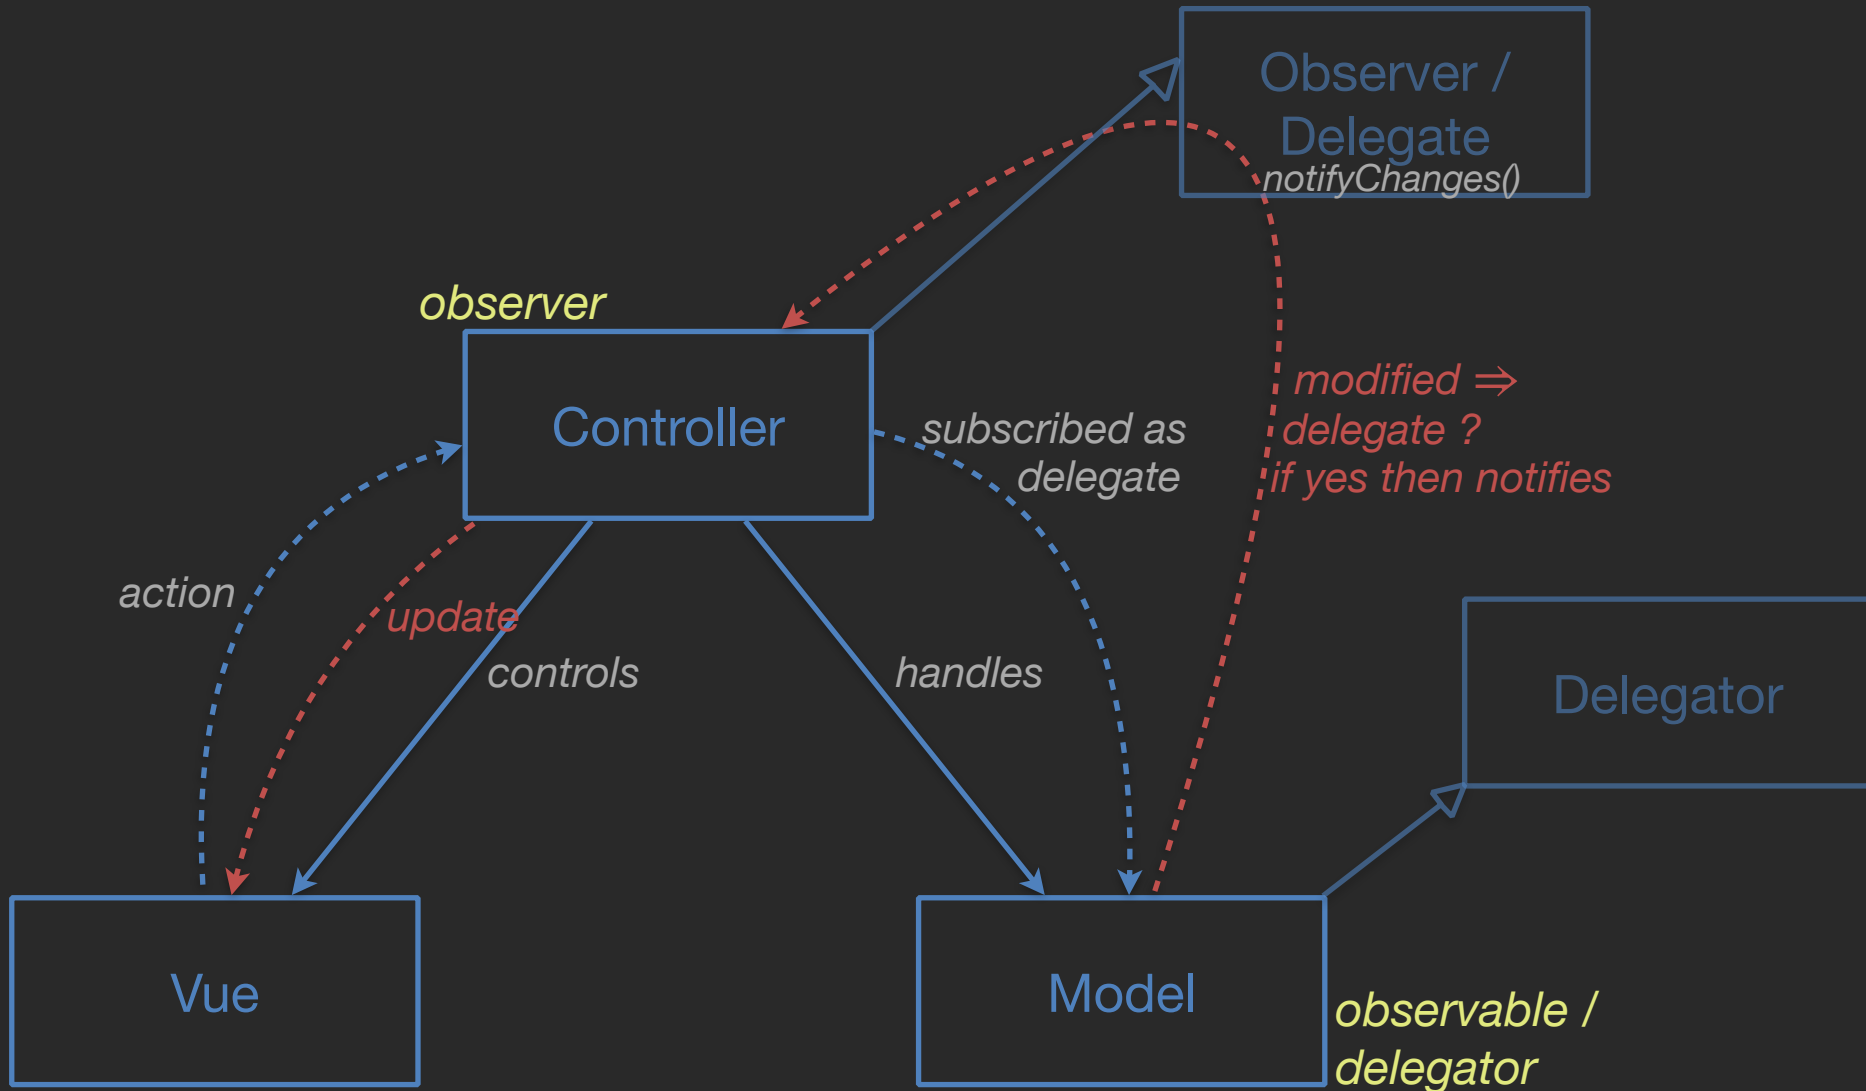 Observer /
Delegate
notifyChanges()
observer
Controller
modified ⇒
delegate ?
if yes then notifies
subscribed as
delegate
action
update
controls
handles
Delegator
Vue
Model
observable /
delegator